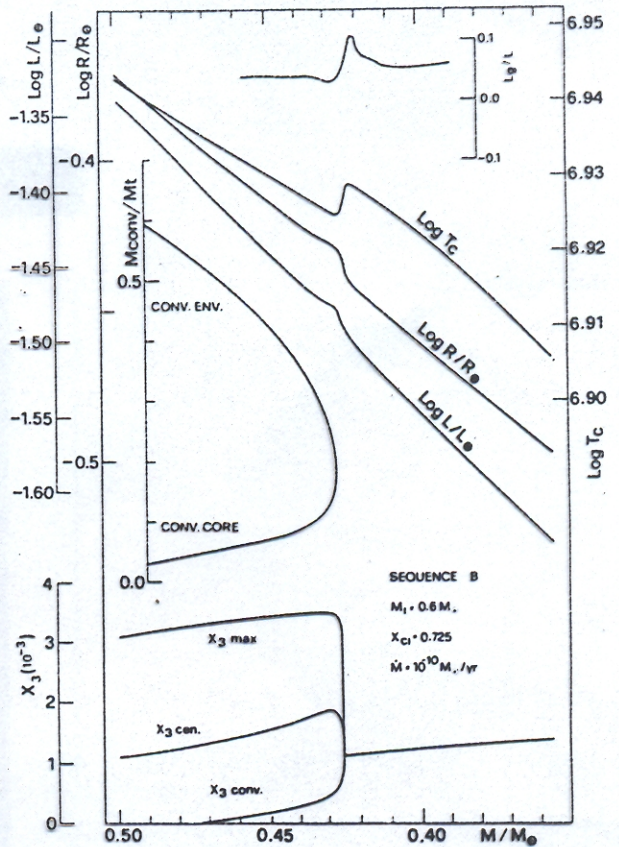 Log L/L⊙
Log R/R⊙
-1.35
-1.40
-1.45
-1.50
-1.55
-1.60
-0.4
-0.5
Mconv/Mt
0.5
0.0
CONV. ENV.
CONV. CORE
0.1
0.0
-0.1
Lg/L
6.95
6.94
6.93
6.92
6.91
6.90
Log Tc
Log Tc
Log R/R⊙
Log L/L⊙
SEQUENCE B
M₁ = 0.6 M.
Xc₁ = 0.725
Ṁ = 10⁻¹⁰ M./yr
X₃ (10⁻³)
4
3
2
1
0
X₃ max
X₃ cen.
X₃ conv.
0.50
0.45
0.40
M/M⊙